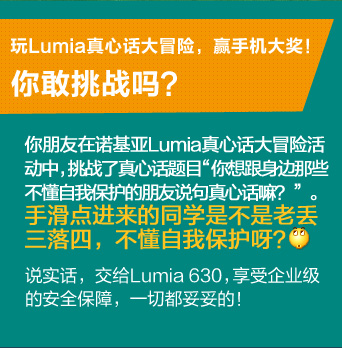 玩Lumia真心话大冒险，赢手机大奖！
你敢挑战吗？
你朋友在诺基亚Lumia真心话大冒险活
动中，挑战了真心话题目“你想跟身边那些
不懂自我保护的朋友说句真心话嘛？”。
手滑点进来的同学是不是老丢
三落四，不懂自我保护呀？
说实话，交给Lumia 630，享受企业级
的安全保障，一切都妥妥的！